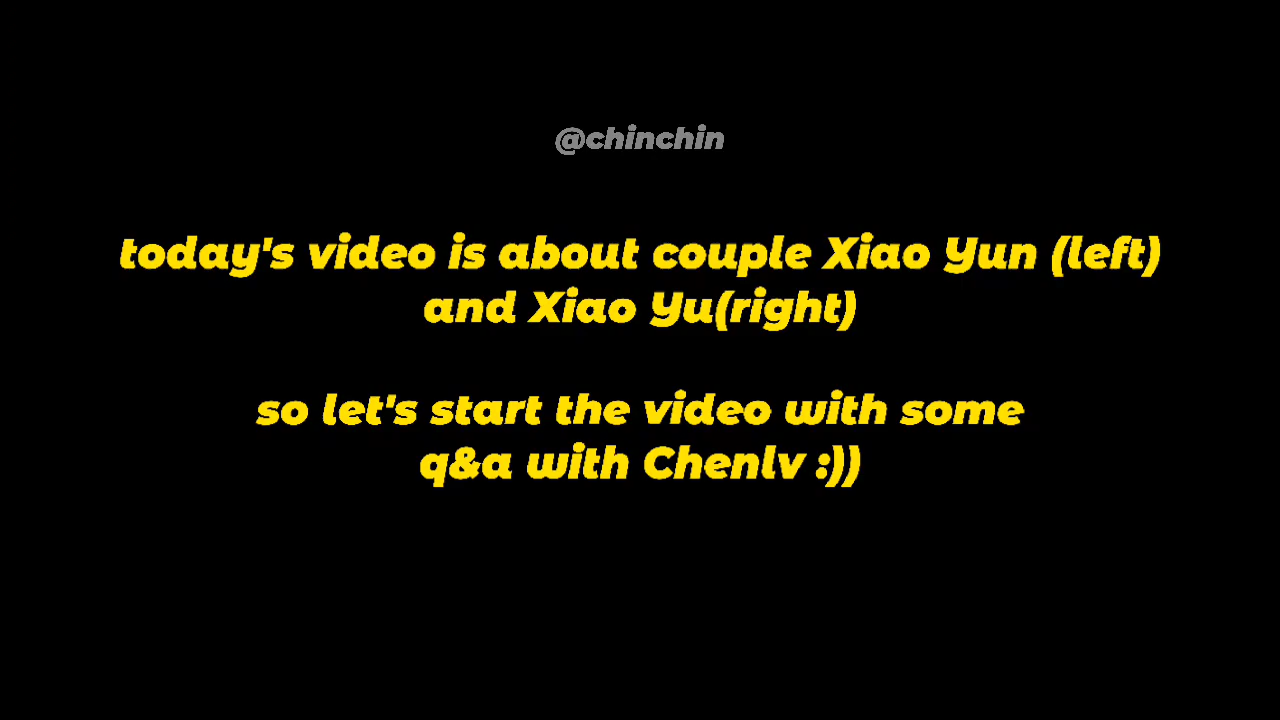 @chinchin
today's video is about couple Xiao Yun (left)
and Xiao Yu(right)
so let's start the video with some
q&a with Chenlv :))